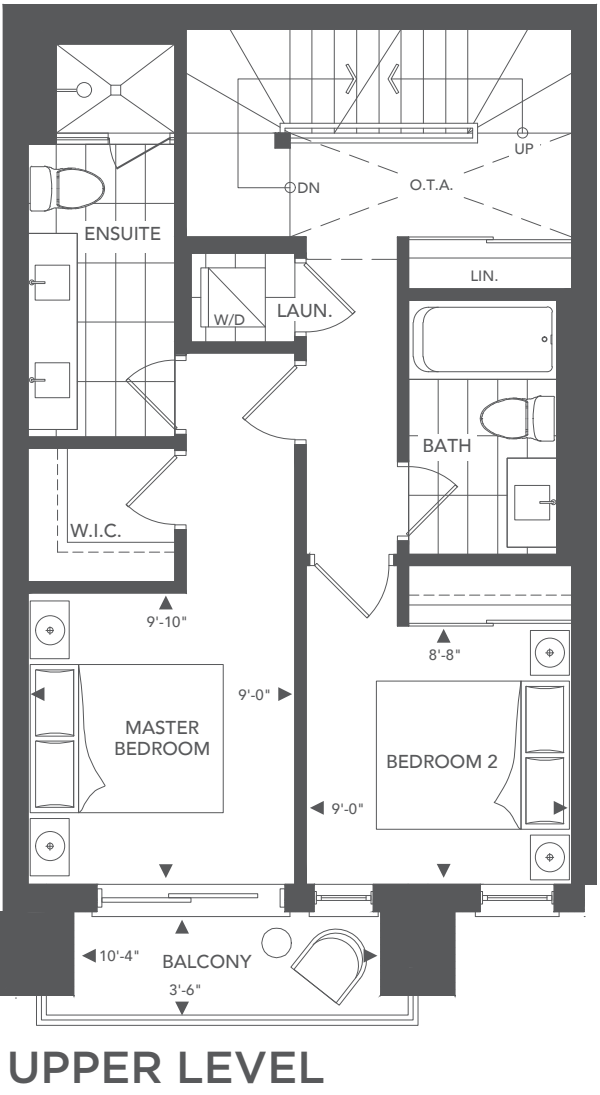 UP
DN
O.T.A.
ENSUITE
LIN.
LAUN.
W/D
BATH
W.I.C.
9'-10"
8'-8"
9'-0"
MASTER
BEDROOM
BEDROOM 2
9'-0"
10'-4"
BALCONY
3'-6"
UPPER LEVEL